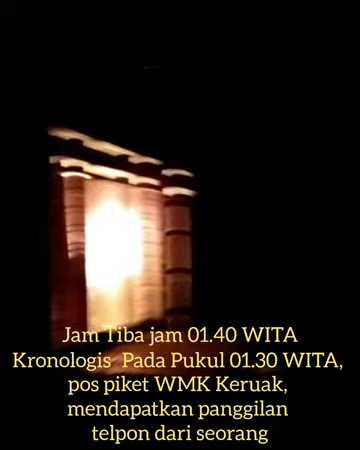 Jam Tiba jam 01.40 WITA
Kronologis  Pada Pukul 01.30 WITA,
pos piket WMK Keruak,
mendapatkan panggilan
telpon dari seorang